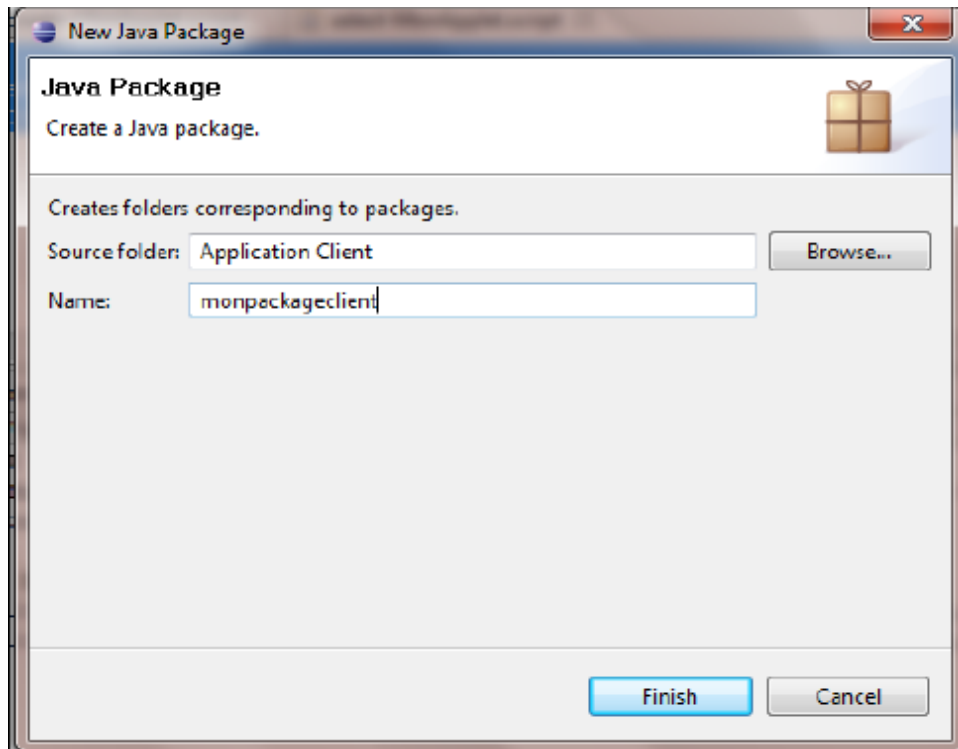 New Java Package
Java Package
Create a Java package.
Creates folders corresponding to packages.
Source folder: Application Client Browse...
Name: monpackageclient
Finish Cancel